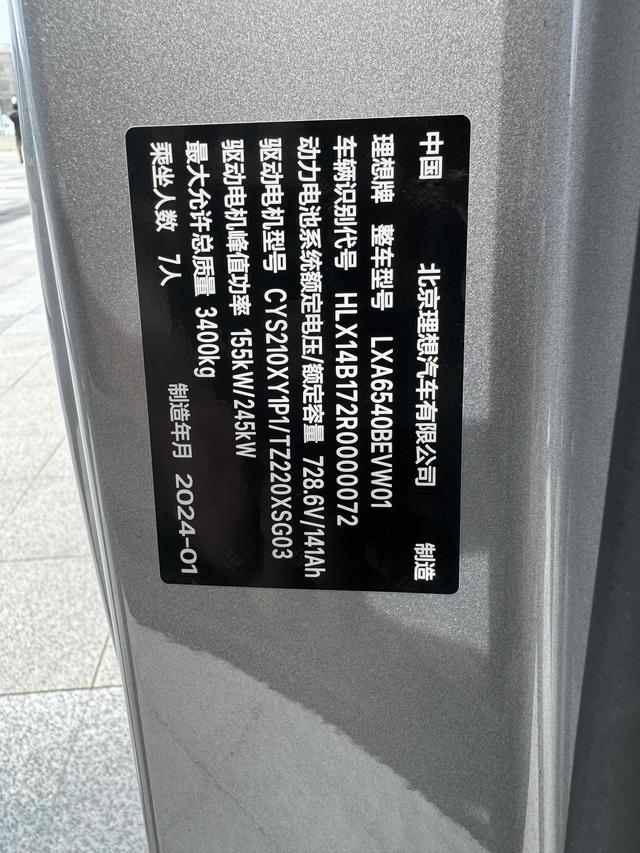 中国 北京理想汽车有限公司 制造
理想牌 整车型号 LXA6540BEVW01
车辆识别代号 HLX14B172R0000072
动力电池系统额定电压/额定容量 728.6V/141Ah
驱动电机型号 CYS210XY1P1/TZ220XSG03
驱动电机峰值功率 155kW/245kW
最大允许总质量 3400kg
乘坐人数 7人 制造年月 2024-01